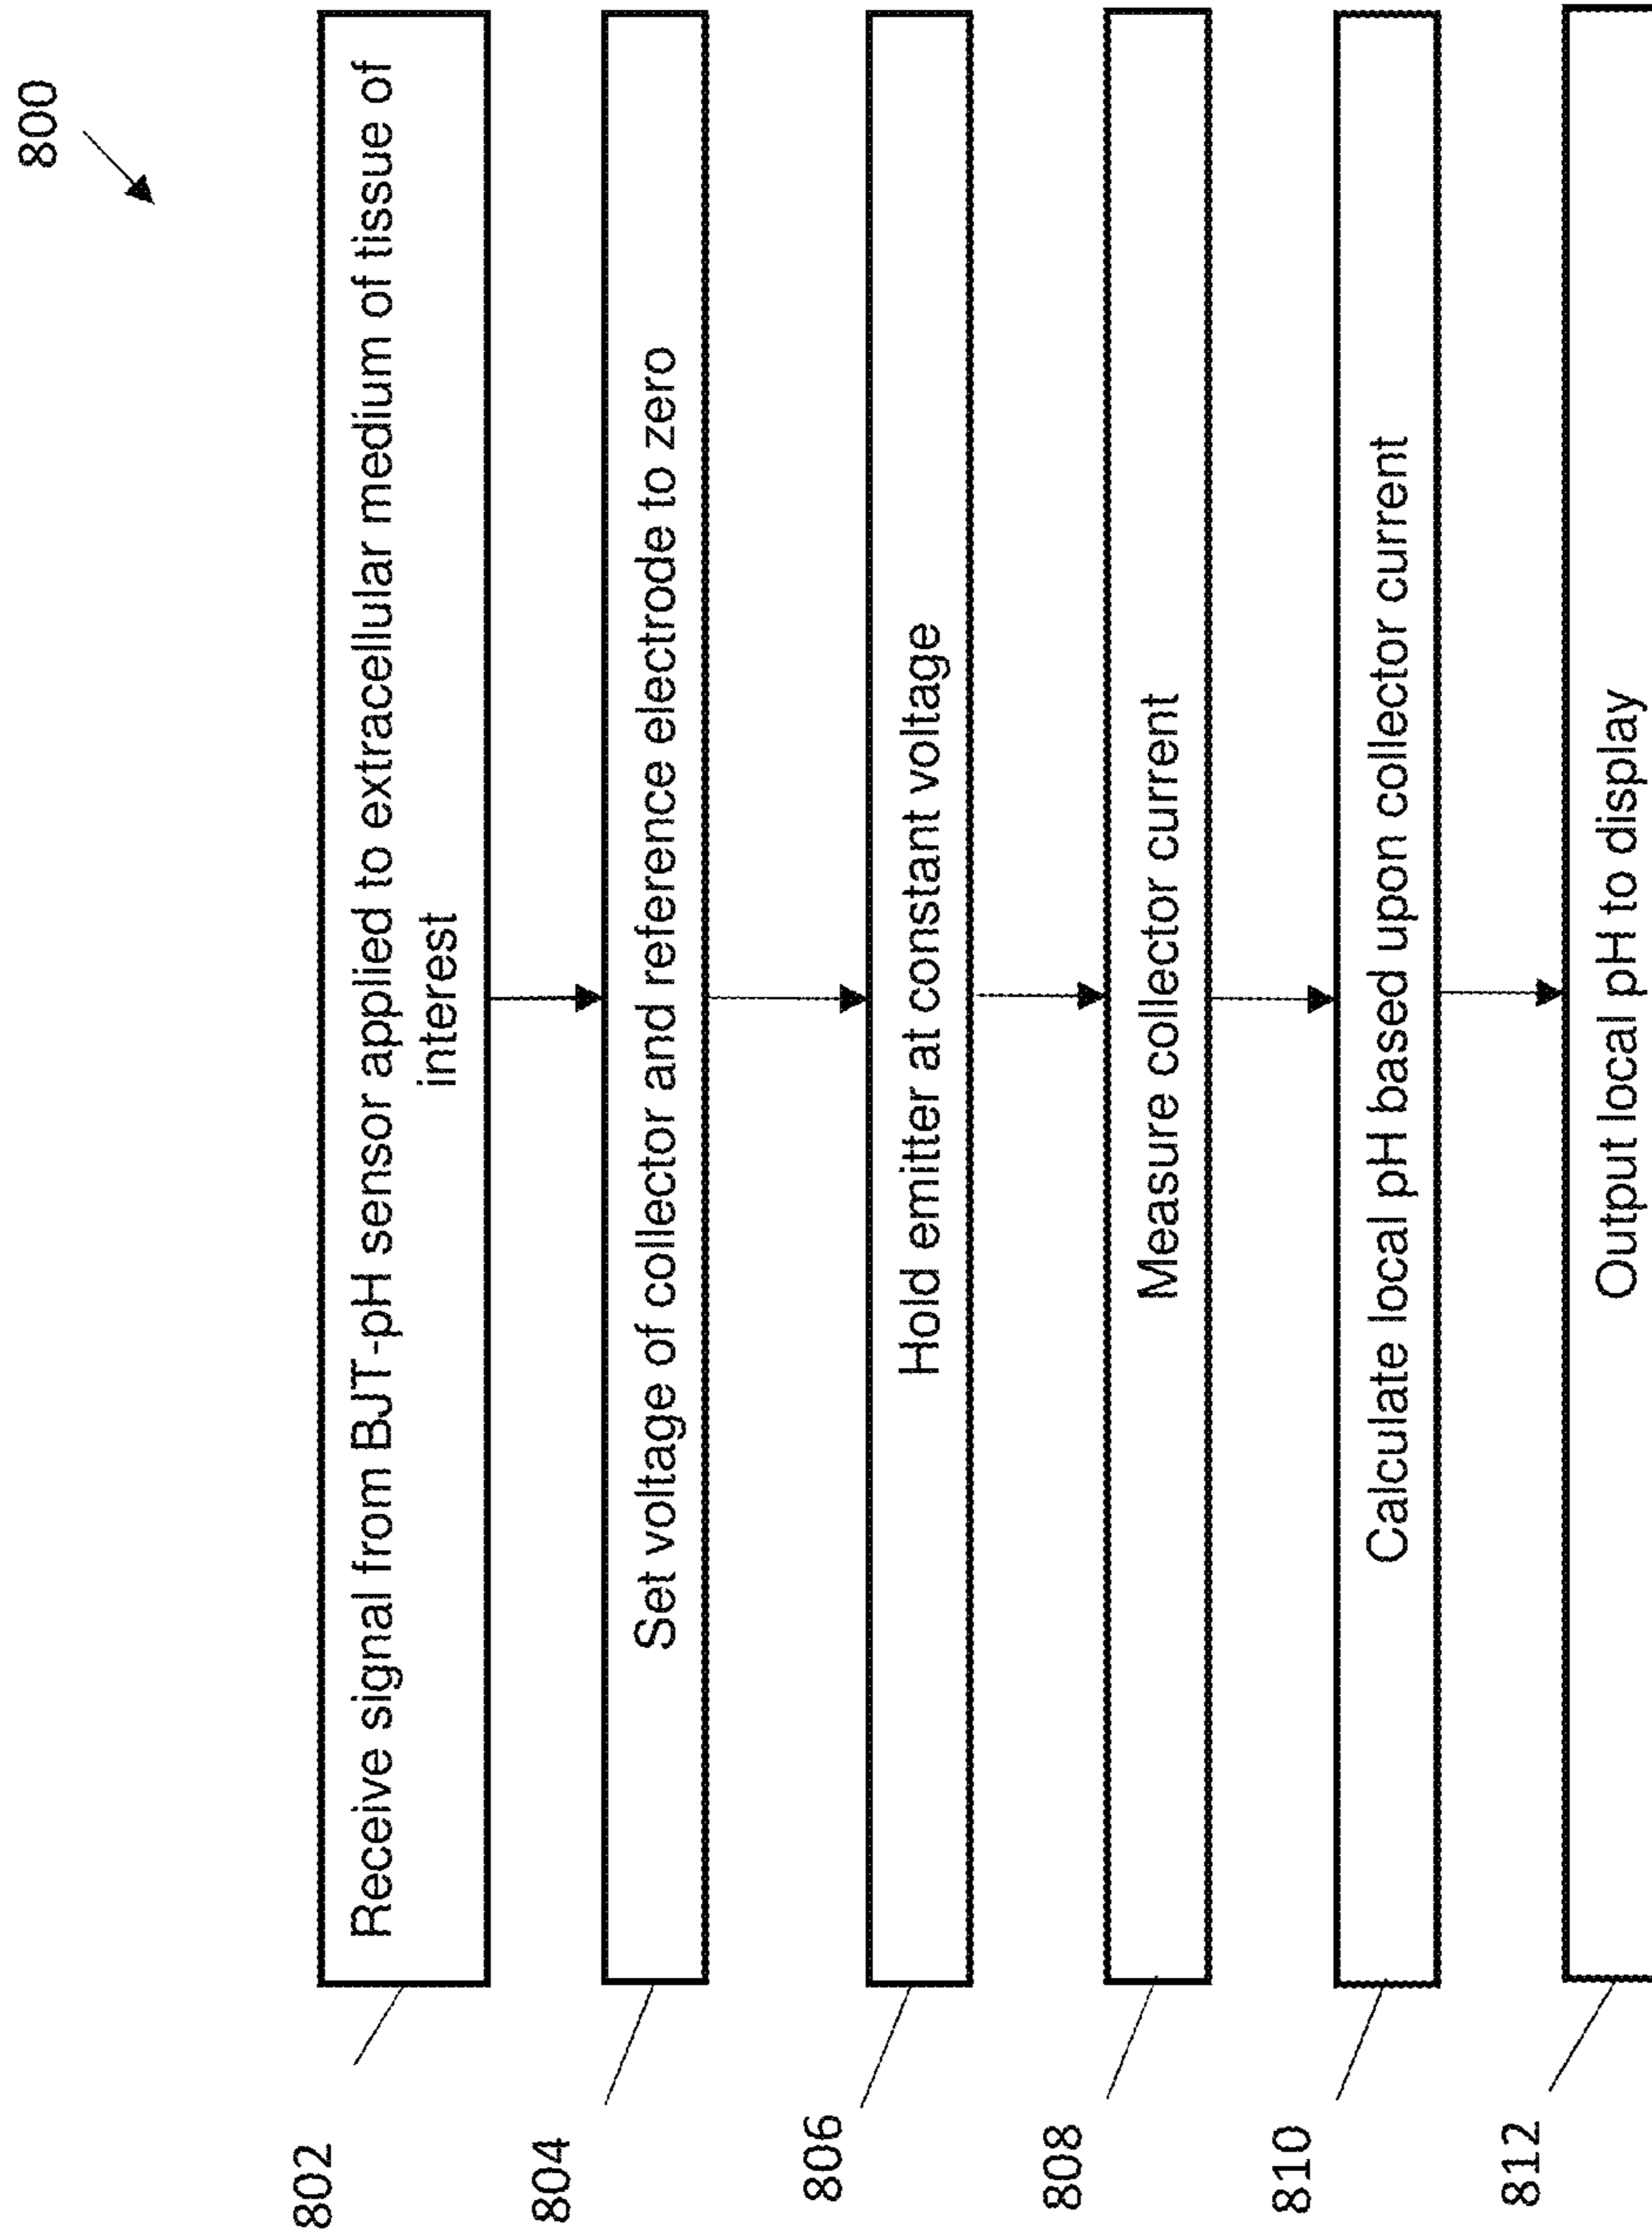 800
802
Receive signal from BJT-pH sensor applied to extracellular medium of tissue of
interest
804
Set voltage of collector and reference electrode to zero
806
Hold emitter at constant voltage
808
Measure collector current
810
Calculate local pH based upon collector current
812
Output local pH to display